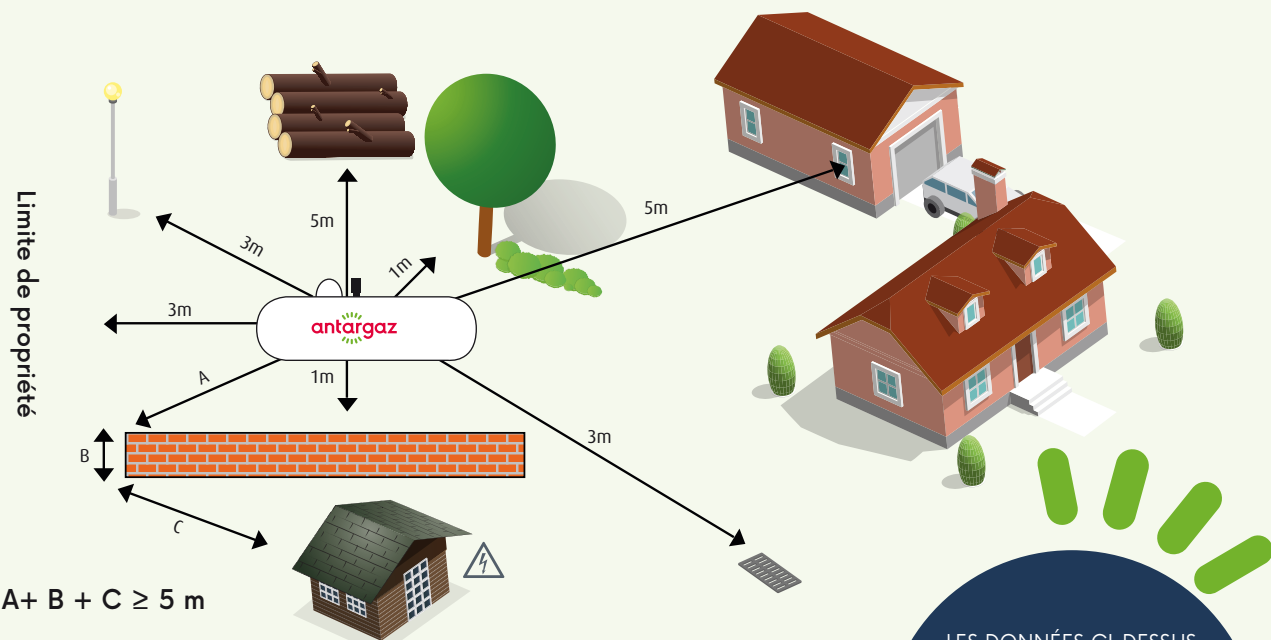 5m
5m
3m
1m
Limite de propriété
3m
antargaz
A
1m
3m
B
C
A+ B + C ≥ 5 m
LES DONNÉES CI-DESSUS